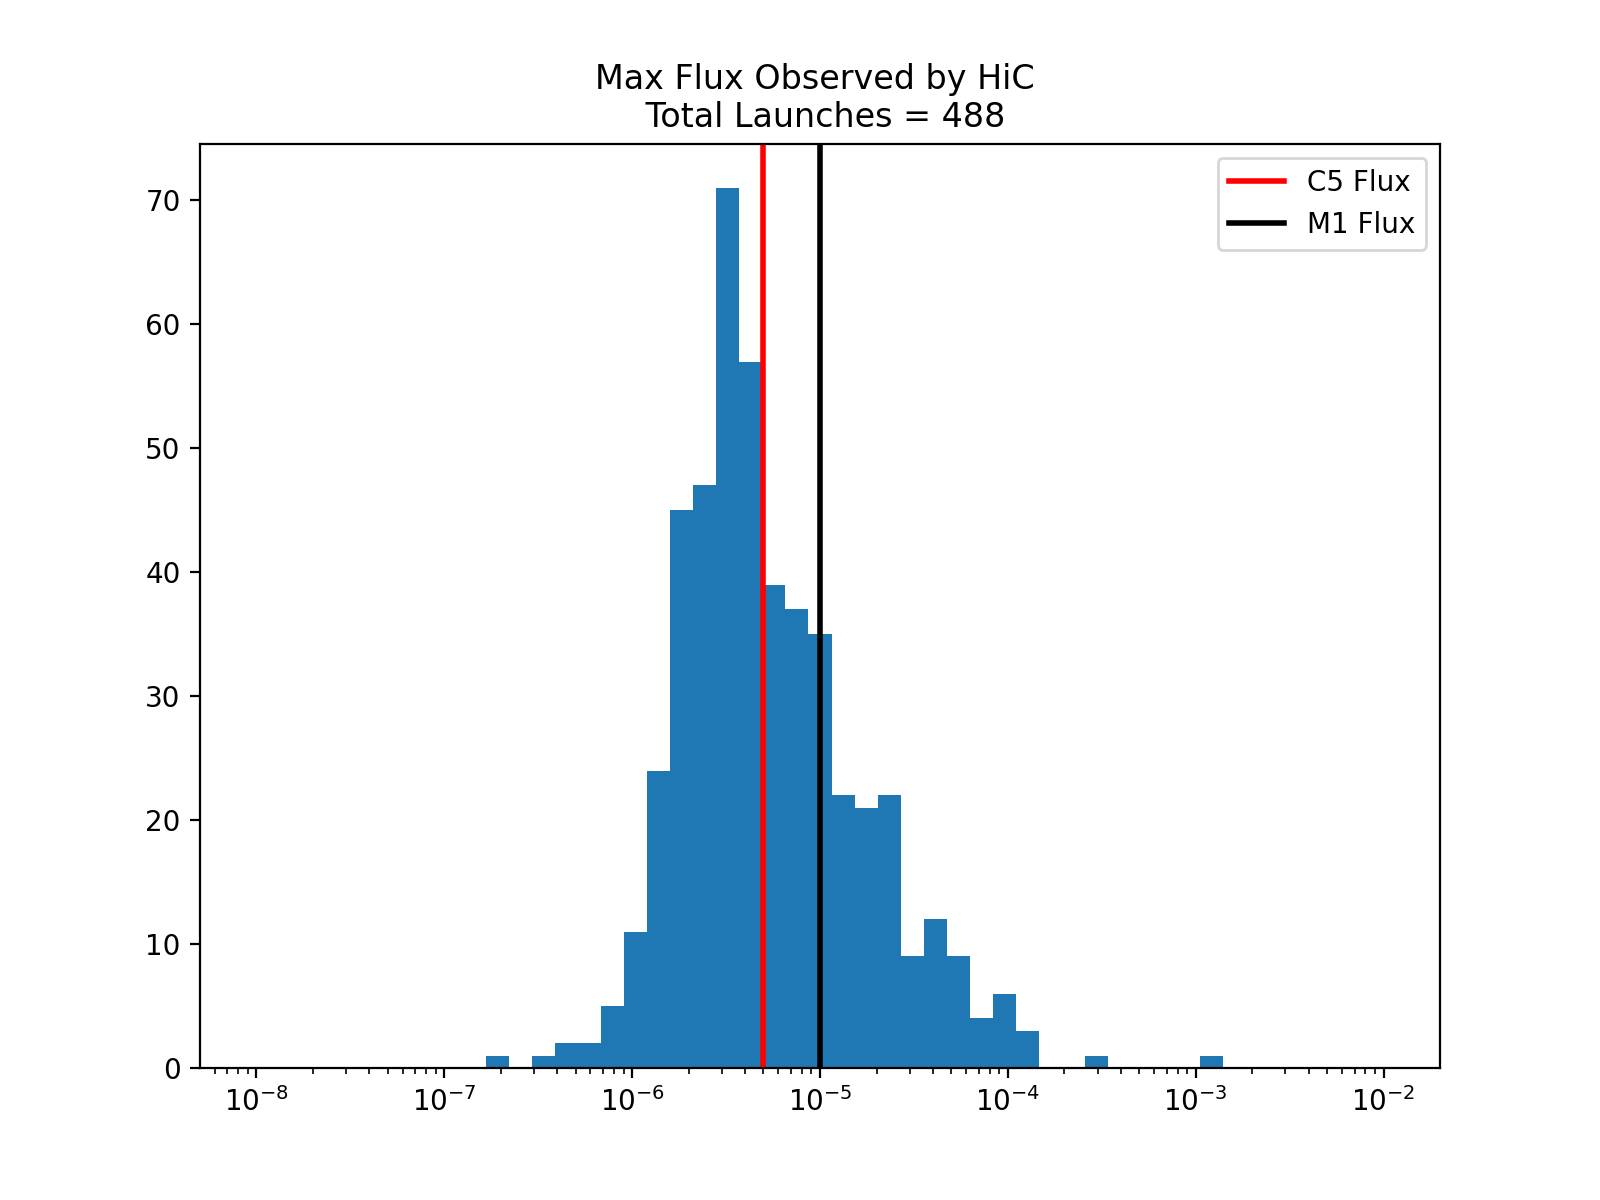 Max Flux Observed by HiC
Total Launches = 488
C5 Flux
M1 Flux
70
60
50
40
30
20
10
0
10⁻⁸ 10⁻⁷ 10⁻⁶ 10⁻⁵ 10⁻⁴ 10⁻³ 10⁻²